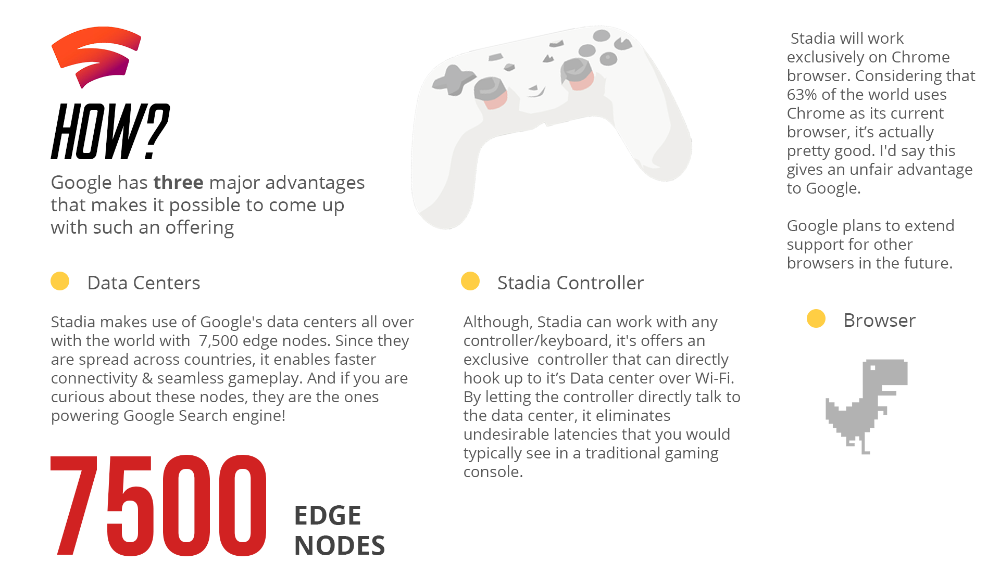 HOW?
Google has three major advantages
that makes it possible to come up
with such an offering
Data Centers
Stadia makes use of Google's data centers all over
with the world with  7,500 edge nodes. Since they
are spread across countries, it enables faster
connectivity & seamless gameplay. And if you are
curious about these nodes, they are the ones
powering Google Search engine!
7500
EDGE
NODES
Stadia Controller
Although, Stadia can work with any
controller/keyboard, it's offers an
exclusive  controller that can directly
hook up to it’s Data center over Wi-Fi.
By letting the controller directly talk to
the data center, it eliminates
undesirable latencies that you would
typically see in a traditional gaming
console.
Stadia will work
exclusively on Chrome
browser. Considering that
63% of the world uses
Chrome as its current
browser, it’s actually
pretty good. I'd say this
gives an unfair advantage
to Google.
Google plans to extend
support for other
browsers in the future.
Browser